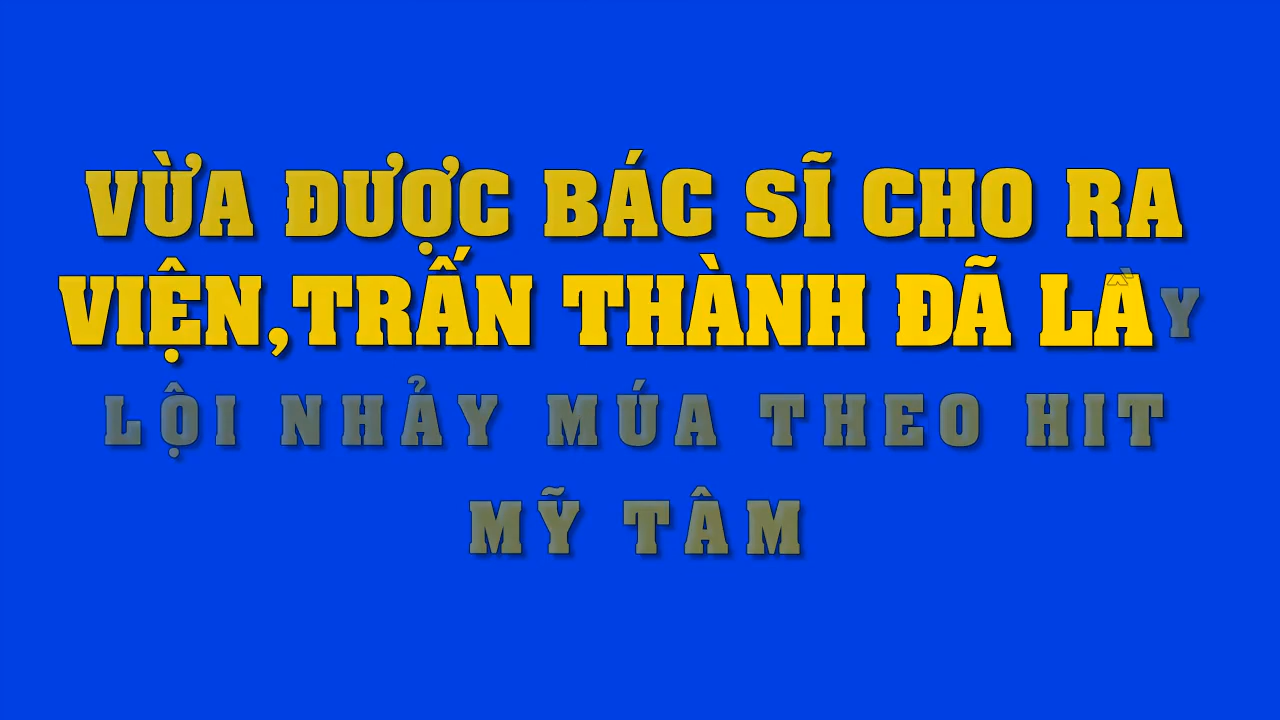 VỪA ĐƯỢC BÁC SĨ CHO RA
VIỆN,TRẤN THÀNH ĐÃ LẦY
LỘI NHẢY MÚA THEO HIT
MỸ TÂM